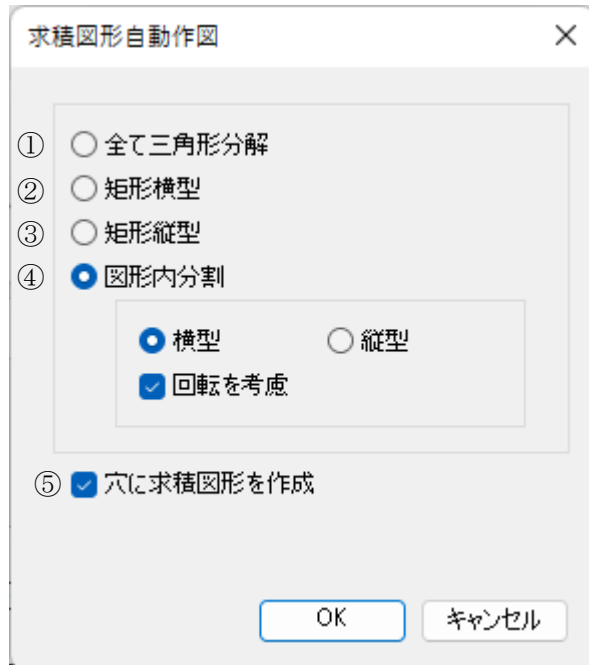 求積図形自動作図
① 全て三角形分解
② 矩形横型
③ 矩形縦型
④ 図形内分割
横型 縦型
回転を考慮
⑤ 穴に求積図形を作成
OK キャンセル